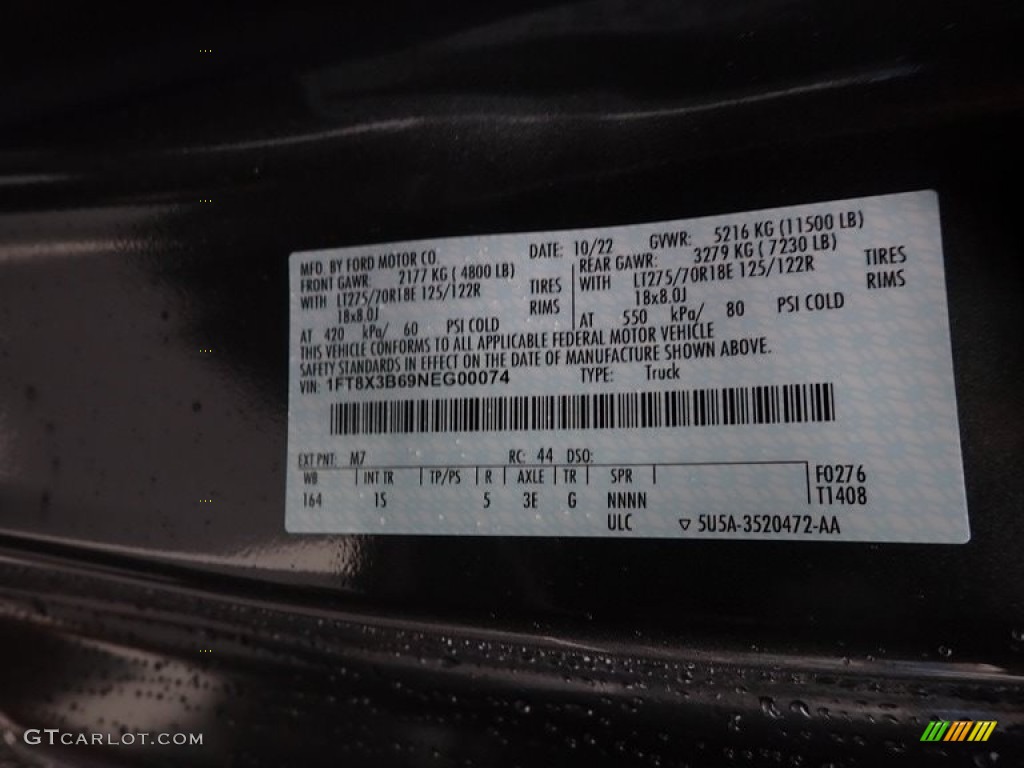 MFD. BY FORD MOTOR CO. DATE: 10/22 GVWR: 5216 KG (11500 LB)
FRONT GAWR: 2177 KG ( 4800 LB) REAR GAWR: 3279 KG ( 7230 LB)
WITH LT275/70R18E 125/122R TIRES WITH LT275/70R18E 125/122R TIRES
18x8.0J RIMS 18x8.0J RIMS
AT 420 kPa/ 60 PSI COLD AT 550 kPa/ 80 PSI COLD
THIS VEHICLE CONFORMS TO ALL APPLICABLE FEDERAL MOTOR VEHICLE
SAFETY STANDARDS IN EFFECT ON THE DATE OF MANUFACTURE SHOWN ABOVE.
VIN: 1FT8X3B69NEG00074 TYPE: Truck
EXT PNT: M7 RC: 44 DSO:
WB INT TR TP/PS R AXLE TR SPR F0276
164 IS 5 3E G NNNN T1408
ULC ▽ 5U5A-3520472-AA
GTCARLOT.COM